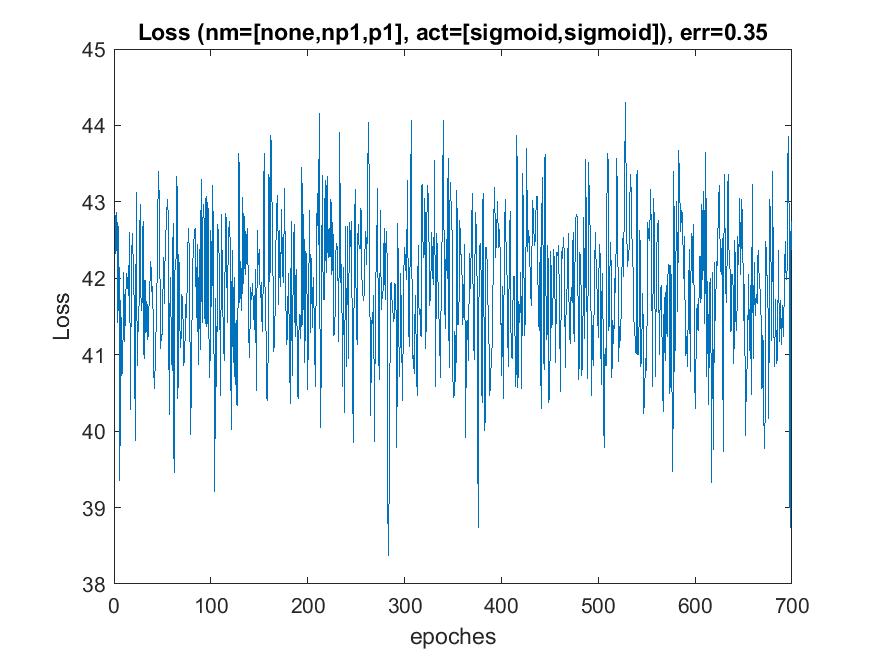 Loss (nm=[none,np1,p1], act=[sigmoid,sigmoid]), err=0.35
45
44
43
42
41
40
39
38
Loss
0 100 200 300 400 500 600 700
epoches